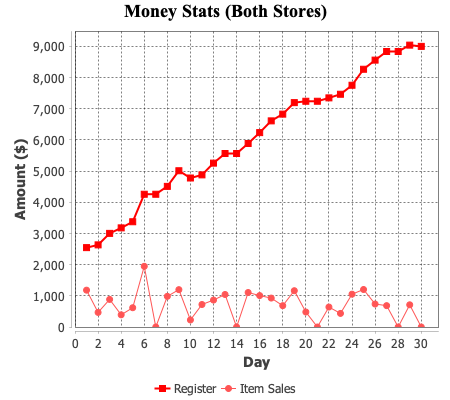 Money Stats (Both Stores)
9,000
8,000
7,000
6,000
5,000
4,000
3,000
2,000
1,000
0
Amount ($)
0 2 4 6 8 10 12 14 16 18 20 22 24 26 28 30
Day
Register Item Sales